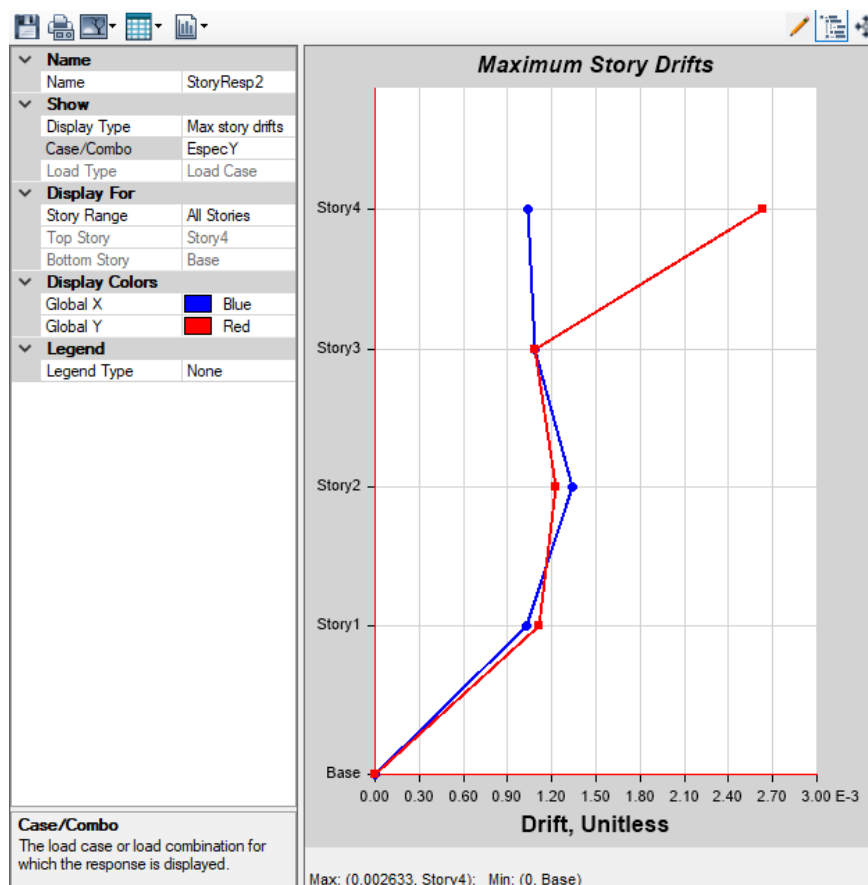 Name
Name StoryResp2
Show
Display Type Max story drifts
Case/Combo EspecY
Load Type Load Case
Display For
Story Range All Stories
Top Story Story4
Bottom Story Base
Display Colors
Global X Blue
Global Y Red
Legend
Legend Type None
Case/Combo
The load case or load combination for
which the response is displayed.
Maximum Story Drifts
Story4
Story3
Story2
Story1
Base
0.00 0.30 0.60 0.90 1.20 1.50 1.80 2.10 2.40 2.70 3.00 E-3
Drift, Unitless
Max: (0.002633, Story4); Min: (0, Base)